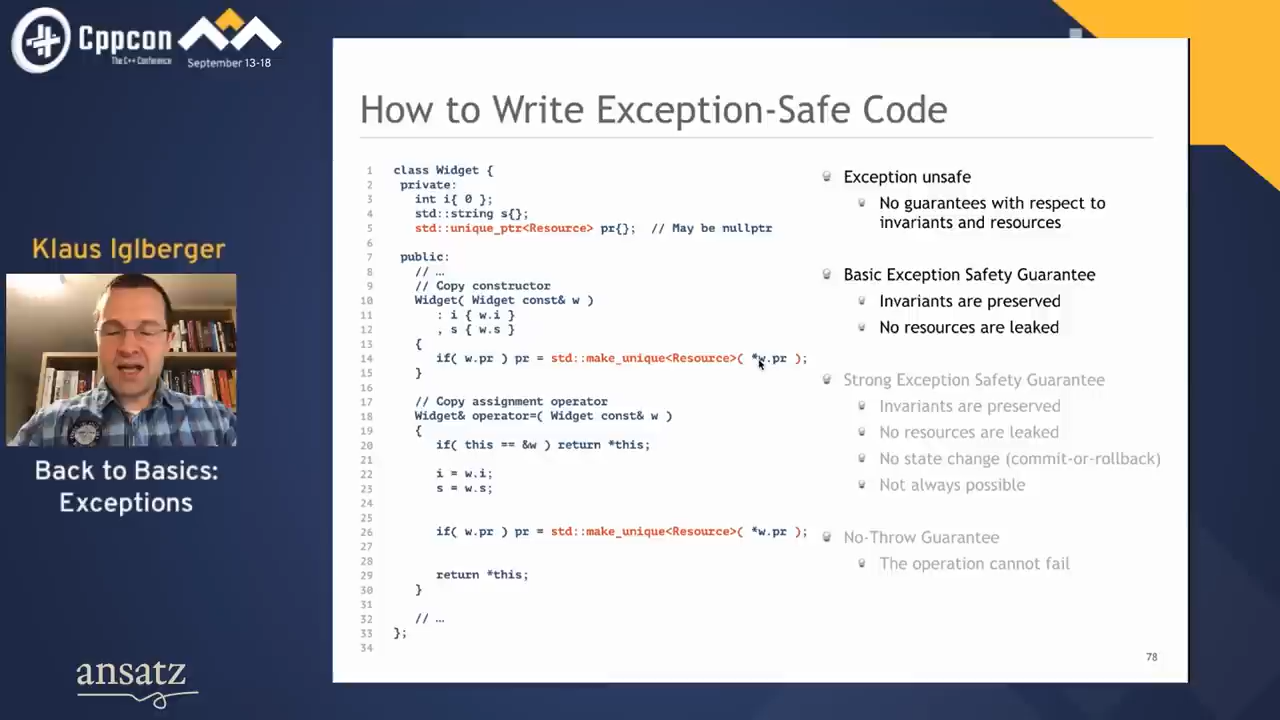 Cppcon
The C++ Conference
September 13-18
Klaus Iglberger
Back to Basics:
Exceptions
ansatz
How to Write Exception-Safe Code
1 class Widget {
2 private:
3 int i{ 0 };
4 std::string s{};
5 std::unique_ptr<Resource> pr{}; // May be nullptr
6
7 public:
8 // …
9 // Copy constructor
10 Widget( Widget const& w )
11 : i { w.i }
12 , s { w.s }
13 {
14 if( w.pr ) pr = std::make_unique<Resource>( *w.pr );
15 }
16
17 // Copy assignment operator
18 Widget& operator=( Widget const& w )
19 {
20 if( this == &w ) return *this;
21
22 i = w.i;
23 s = w.s;
24
25
26 if( w.pr ) pr = std::make_unique<Resource>( *w.pr );
27
28
29 return *this;
30 }
31
32 // …
33 };
34
Exception unsafe
No guarantees with respect to
invariants and resources
Basic Exception Safety Guarantee
Invariants are preserved
No resources are leaked
Strong Exception Safety Guarantee
Invariants are preserved
No resources are leaked
No state change (commit-or-rollback)
Not always possible
No-Throw Guarantee
The operation cannot fail
78